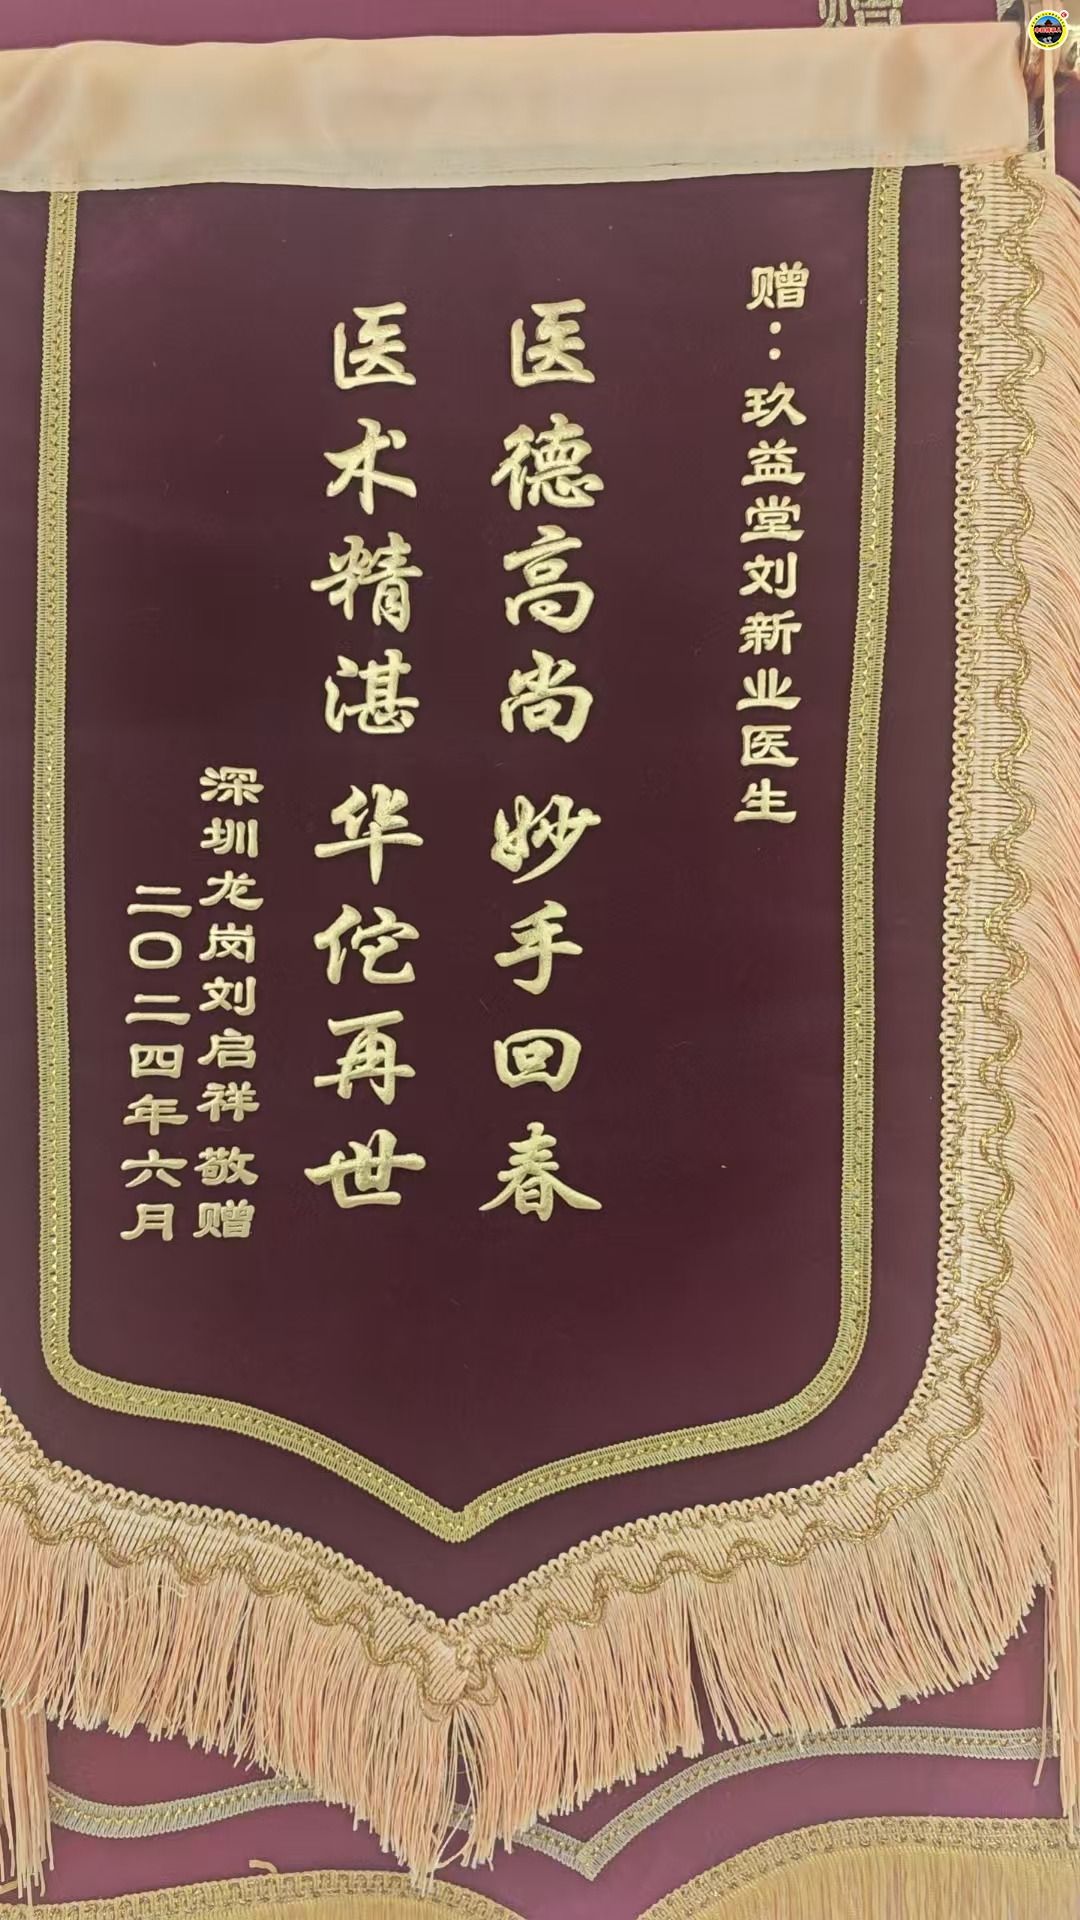 赠：玖益堂刘新业医生
医德高尚 妙手回春
医术精湛 华佗再世
深圳龙岗刘启祥 敬赠
二〇二四年六月